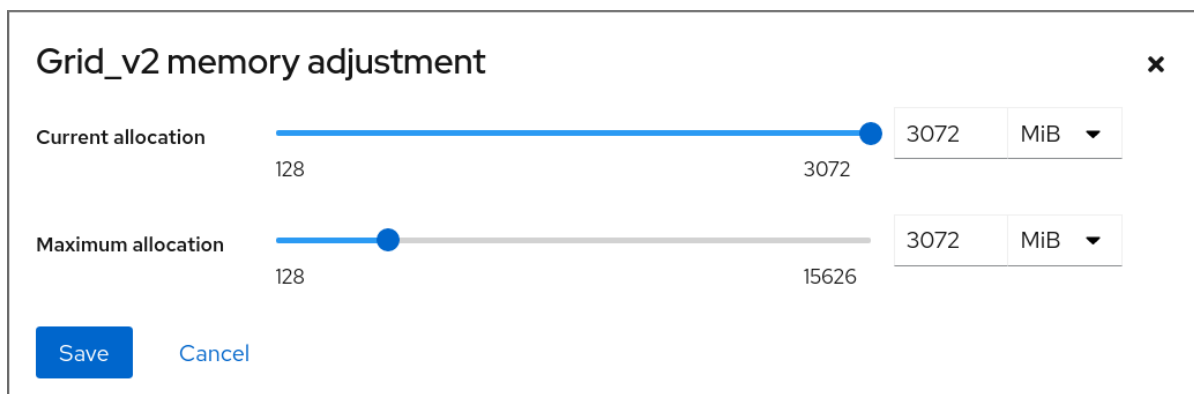 Grid_v2 memory adjustment
Current allocation
3072 MiB
128 3072
Maximum allocation
3072 MiB
128 15626
Save Cancel